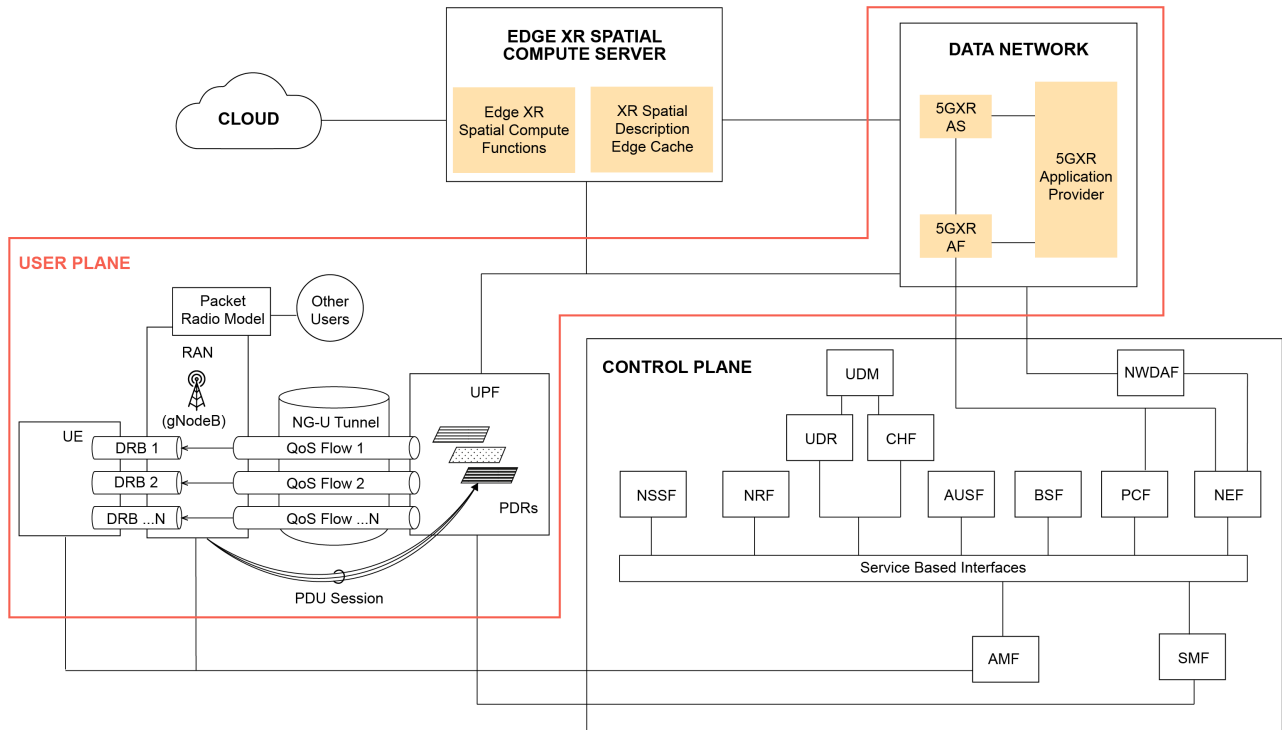 EDGE XR SPATIAL
COMPUTE SERVER
Edge XR
Spatial Compute
Functions
XR Spatial
Description
Edge Cache
CLOUD
DATA NETWORK
5GXR
AS
5GXR
Application
Provider
5GXR
AF
USER PLANE
Packet
Radio Model
Other
Users
RAN
(gNodeB)
UE
DRB 1
DRB 2
DRB ...N
NG-U Tunnel
QoS Flow 1
QoS Flow 2
QoS Flow ...N
UPF
PDRs
PDU Session
CONTROL PLANE
UDM
NWDAF
UDR
CHF
NSSF
NRF
AUSF
BSF
PCF
NEF
Service Based Interfaces
AMF
SMF